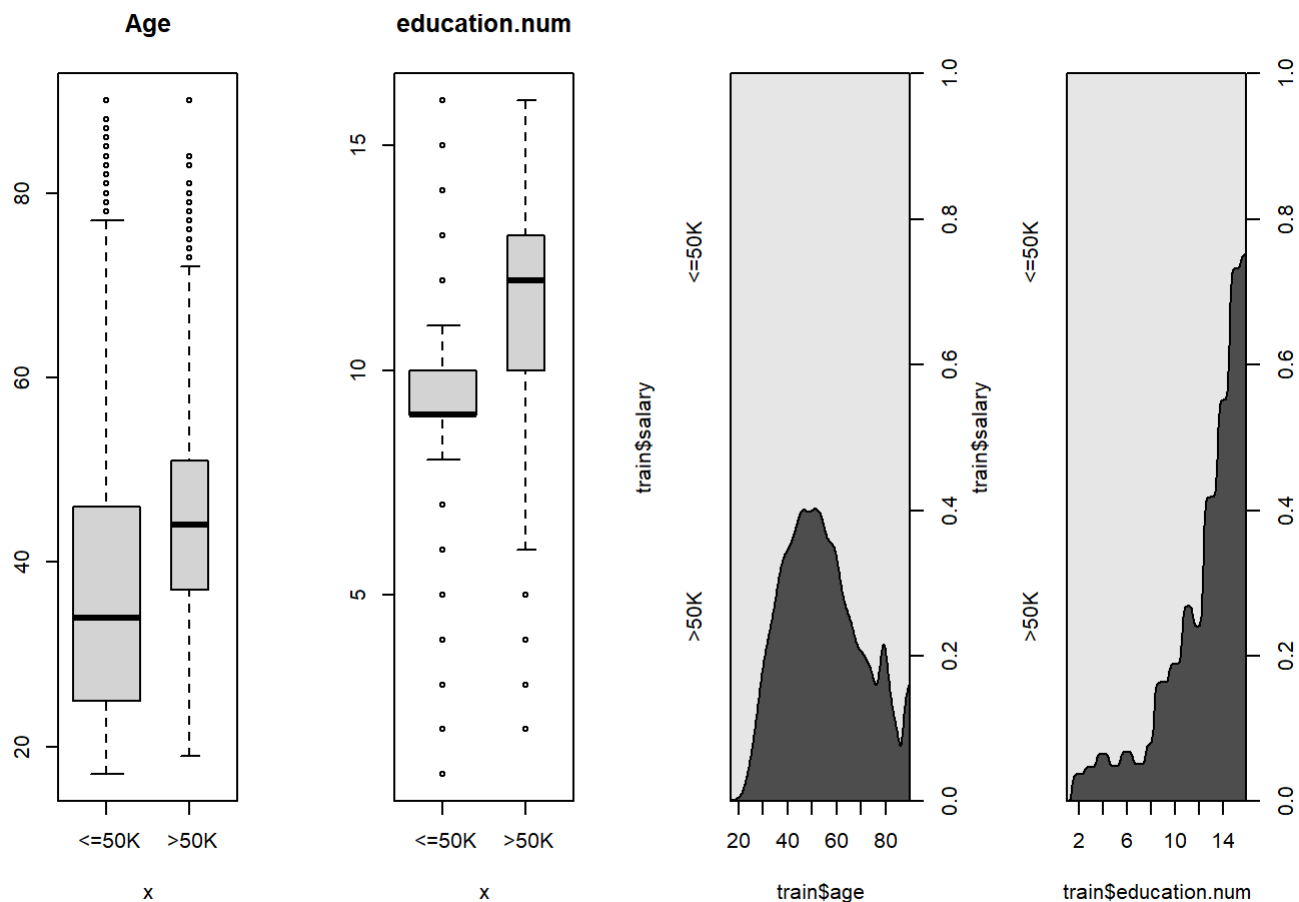 Age
80
60
40
20
<=50K >50K
x
education.num
15
10
5
<=50K >50K
x
train$salary
<=50K
>50K
1.0
0.8
0.6
0.4
0.2
0.0
20 40 60 80
train$age
train$salary
<=50K
>50K
1.0
0.8
0.6
0.4
0.2
0.0
2 6 10 14
train$education.num